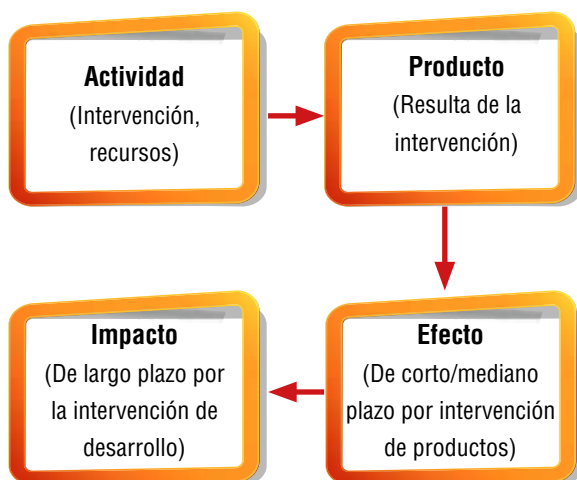 Actividad
(Intervención,
recursos)
Producto
(Resulta de la
intervención)
Impacto
(De largo plazo por
la intervención de
desarrollo)
Efecto
(De corto/mediano
plazo por intervención
de productos)